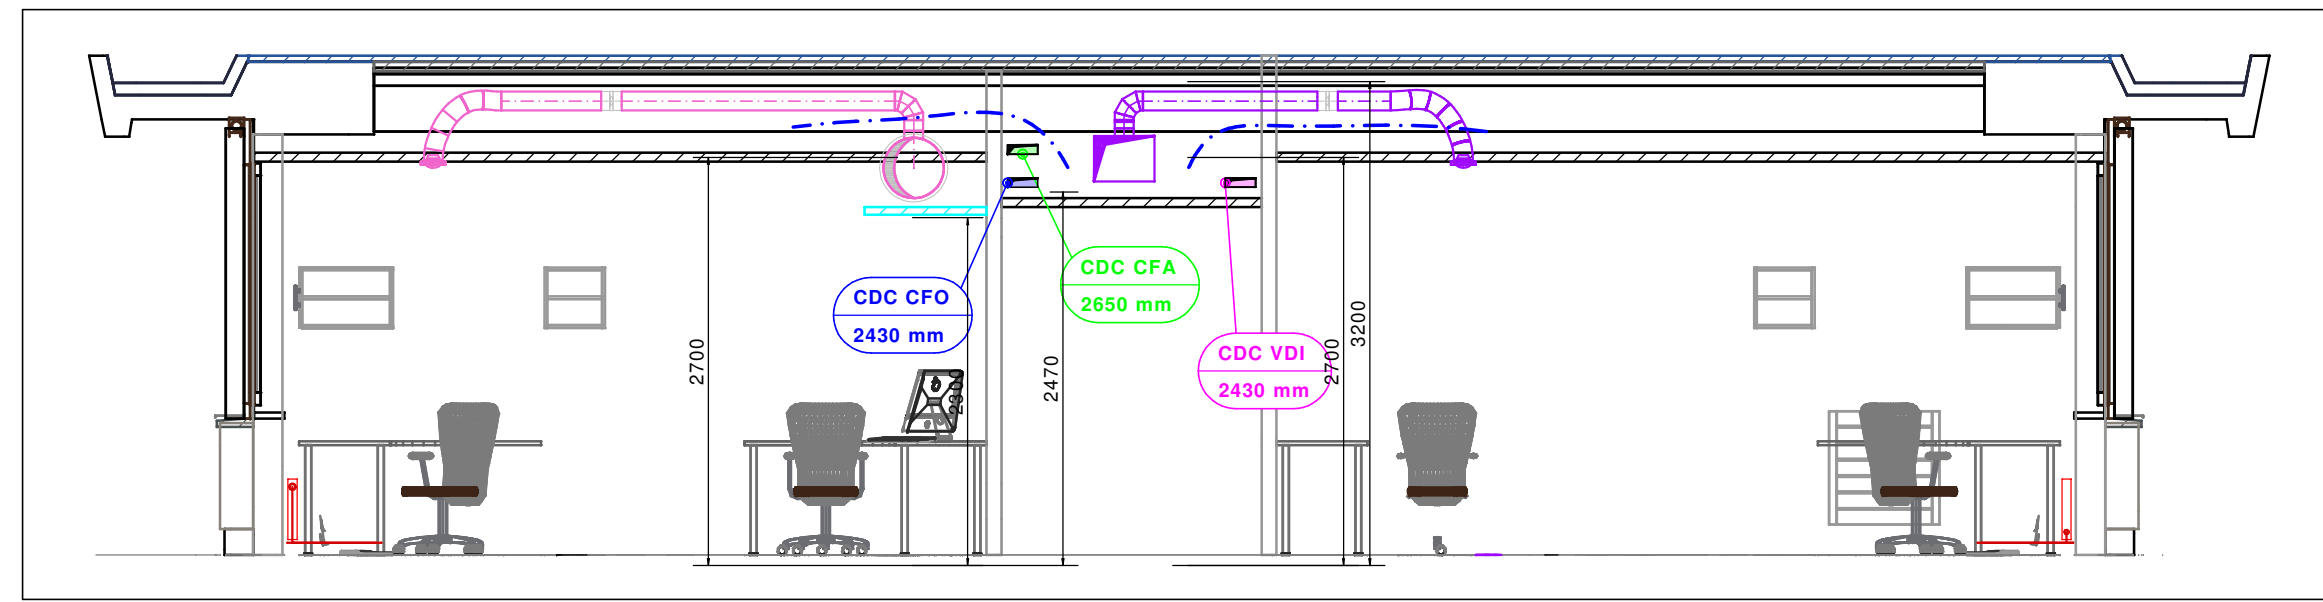 CDC CFA
2650 mm
CDC CFO
2430 mm
CDC VDI
2430 mm
2700
2300
2470
2700
3200